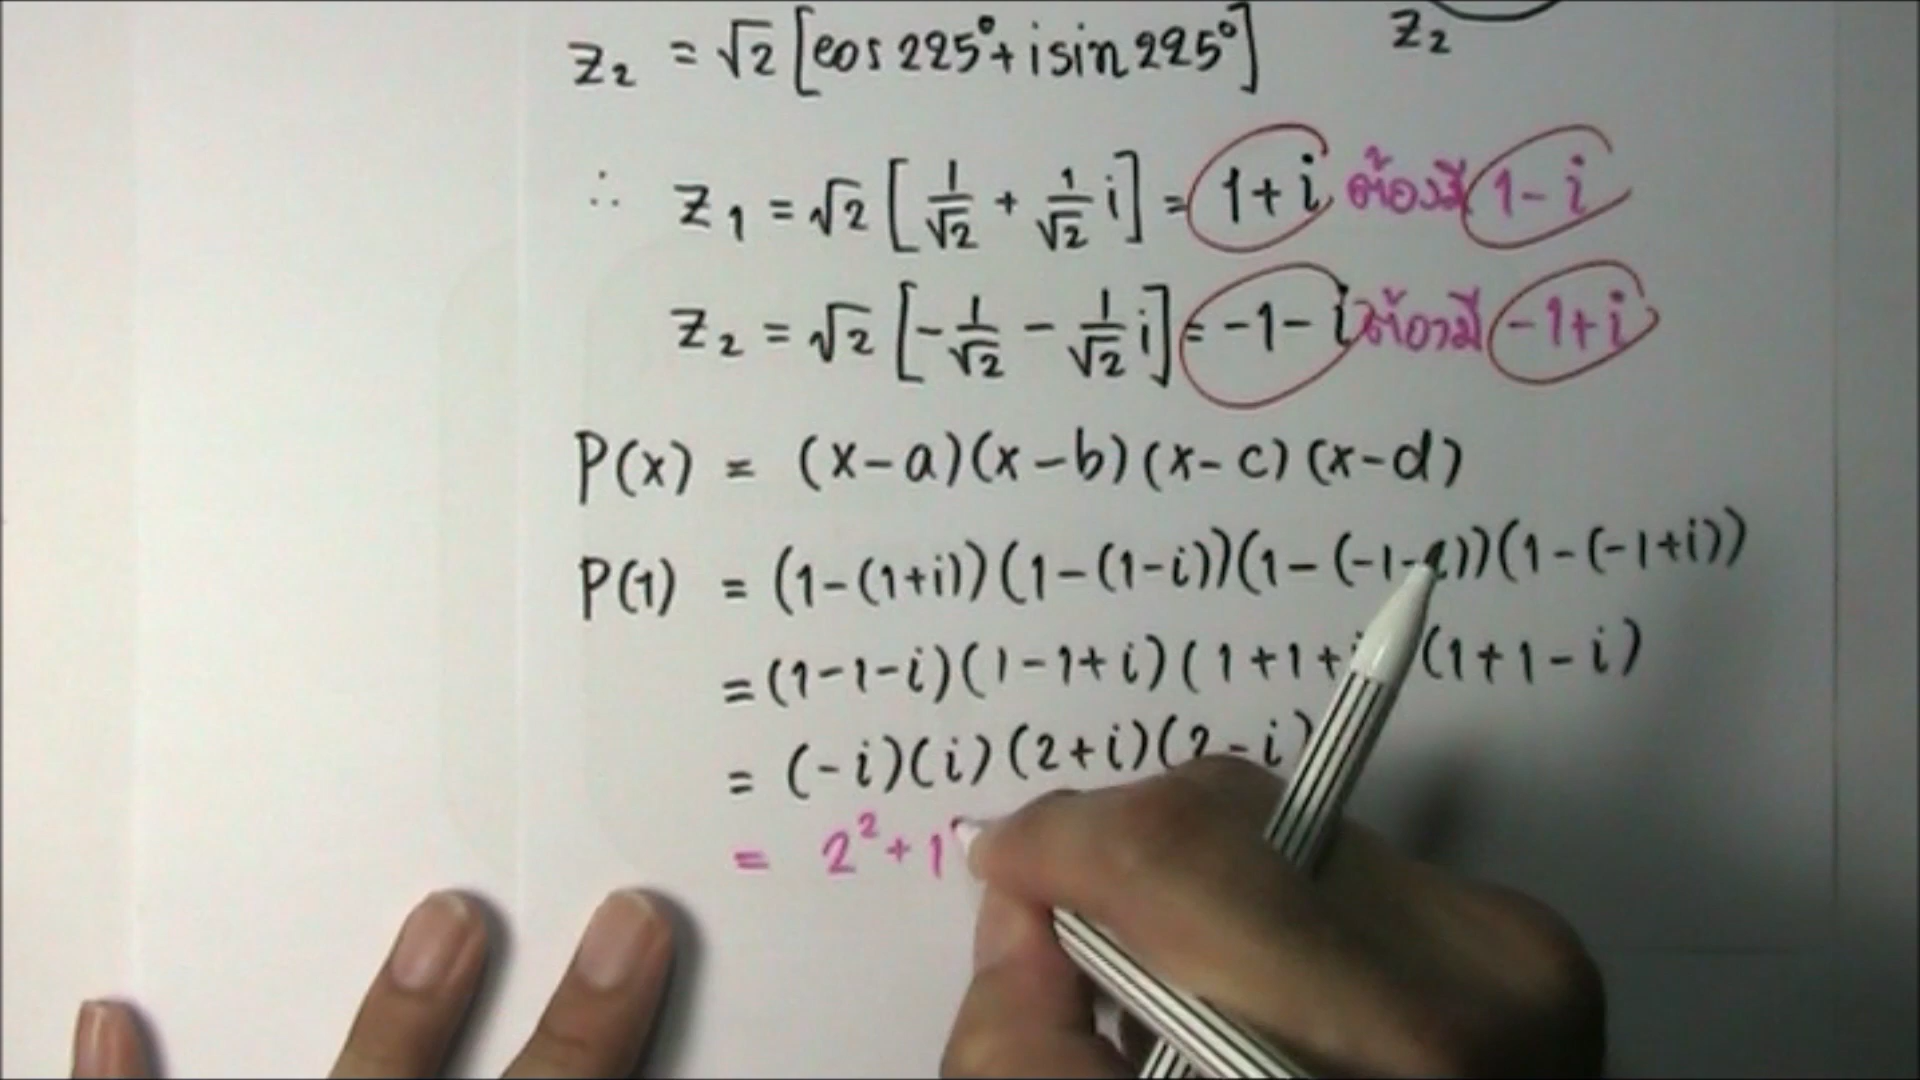 z₂ = √2 [cos 225° + i sin 225°] z₂
∴ z₁ = √2 [1/√2 + 1/√2 i] = 1+i ต้องมี 1-i
z₂ = √2 [-1/√2 - 1/√2 i] = -1-i ต้องมี -1+i
P(x) = (x-a)(x-b)(x-c)(x-d)
P(1) = (1-(1+i))(1-(1-i))(1-(-1-i))(1-(-1+i))
= (1-1-i)(1-1+i)(1+1+i)(1+1-i)
= (-i)(i)(2+i)(2-i)
= 2² + 1